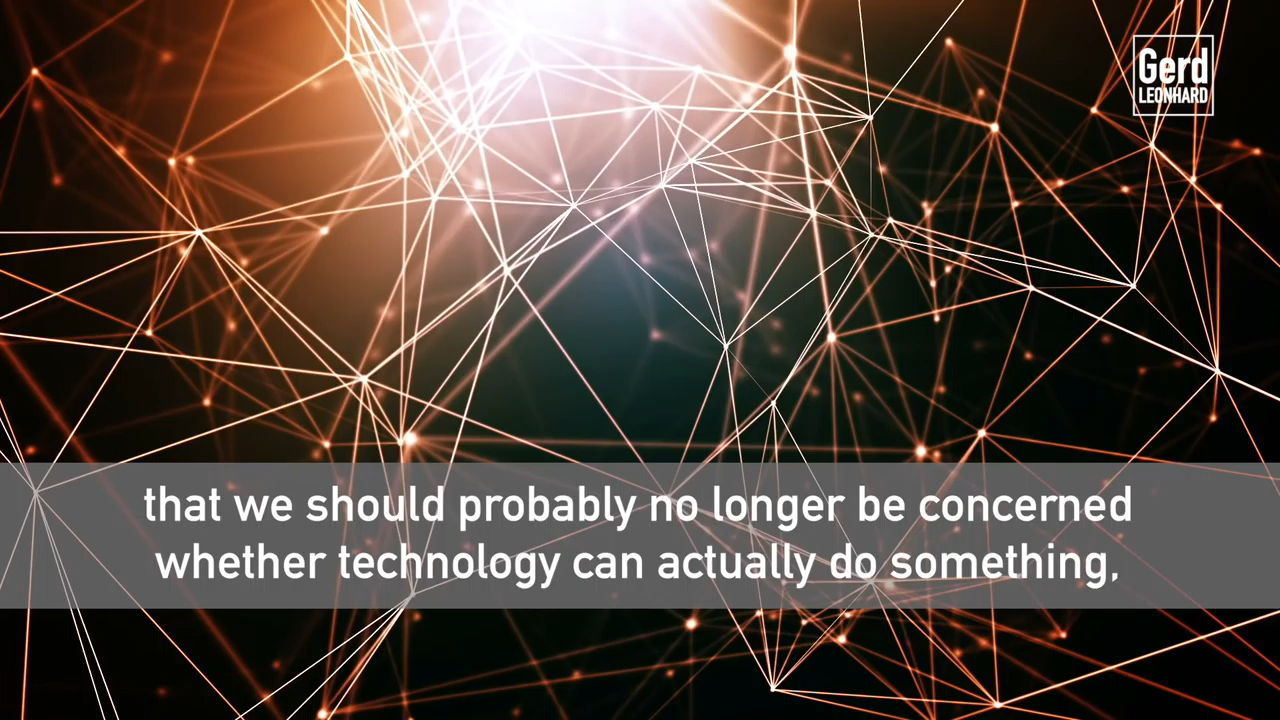 Gerd
LEONHARD
that we should probably no longer be concerned
whether technology can actually do something,